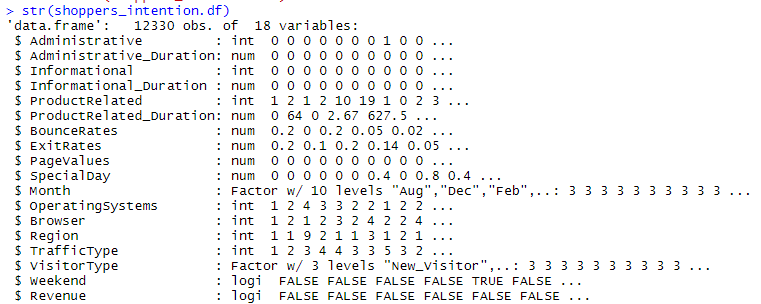 > str(shoppers_intention.df)
'data.frame':   12330 obs. of  18 variables:
 $ Administrative         : int  0 0 0 0 0 0 0 1 0 0 ...
 $ Administrative_Duration: num  0 0 0 0 0 0 0 0 0 0 ...
 $ Informational          : int  0 0 0 0 0 0 0 0 0 0 ...
 $ Informational_Duration : num  0 0 0 0 0 0 0 0 0 0 ...
 $ ProductRelated         : int  1 2 1 2 10 19 1 0 2 3 ...
 $ ProductRelated_Duration: num  0 64 0 2.67 627.5 ...
 $ BounceRates            : num  0.2 0 0.2 0.05 0.02 ...
 $ ExitRates              : num  0.2 0.1 0.2 0.14 0.05 ...
 $ PageValues             : num  0 0 0 0 0 0 0 0 0 0 ...
 $ SpecialDay             : num  0 0 0 0 0 0 0.4 0 0.8 0.4 ...
 $ Month                  : Factor w/ 10 levels "Aug","Dec","Feb",..: 3 3 3 3 3 3 3 3 3 3 ...
 $ OperatingSystems       : int  1 2 4 3 3 2 2 1 2 2 ...
 $ Browser                : int  1 2 1 2 3 2 4 2 2 4 ...
 $ Region                 : int  1 1 9 2 1 1 3 1 2 1 ...
 $ TrafficType            : int  1 2 3 4 4 3 3 5 3 2 ...
 $ VisitorType            : Factor w/ 3 levels "New_Visitor",..: 3 3 3 3 3 3 3 3 3 3 ...
 $ Weekend                : logi  FALSE FALSE FALSE FALSE TRUE FALSE ...
 $ Revenue                : logi  FALSE FALSE FALSE FALSE FALSE FALSE ...